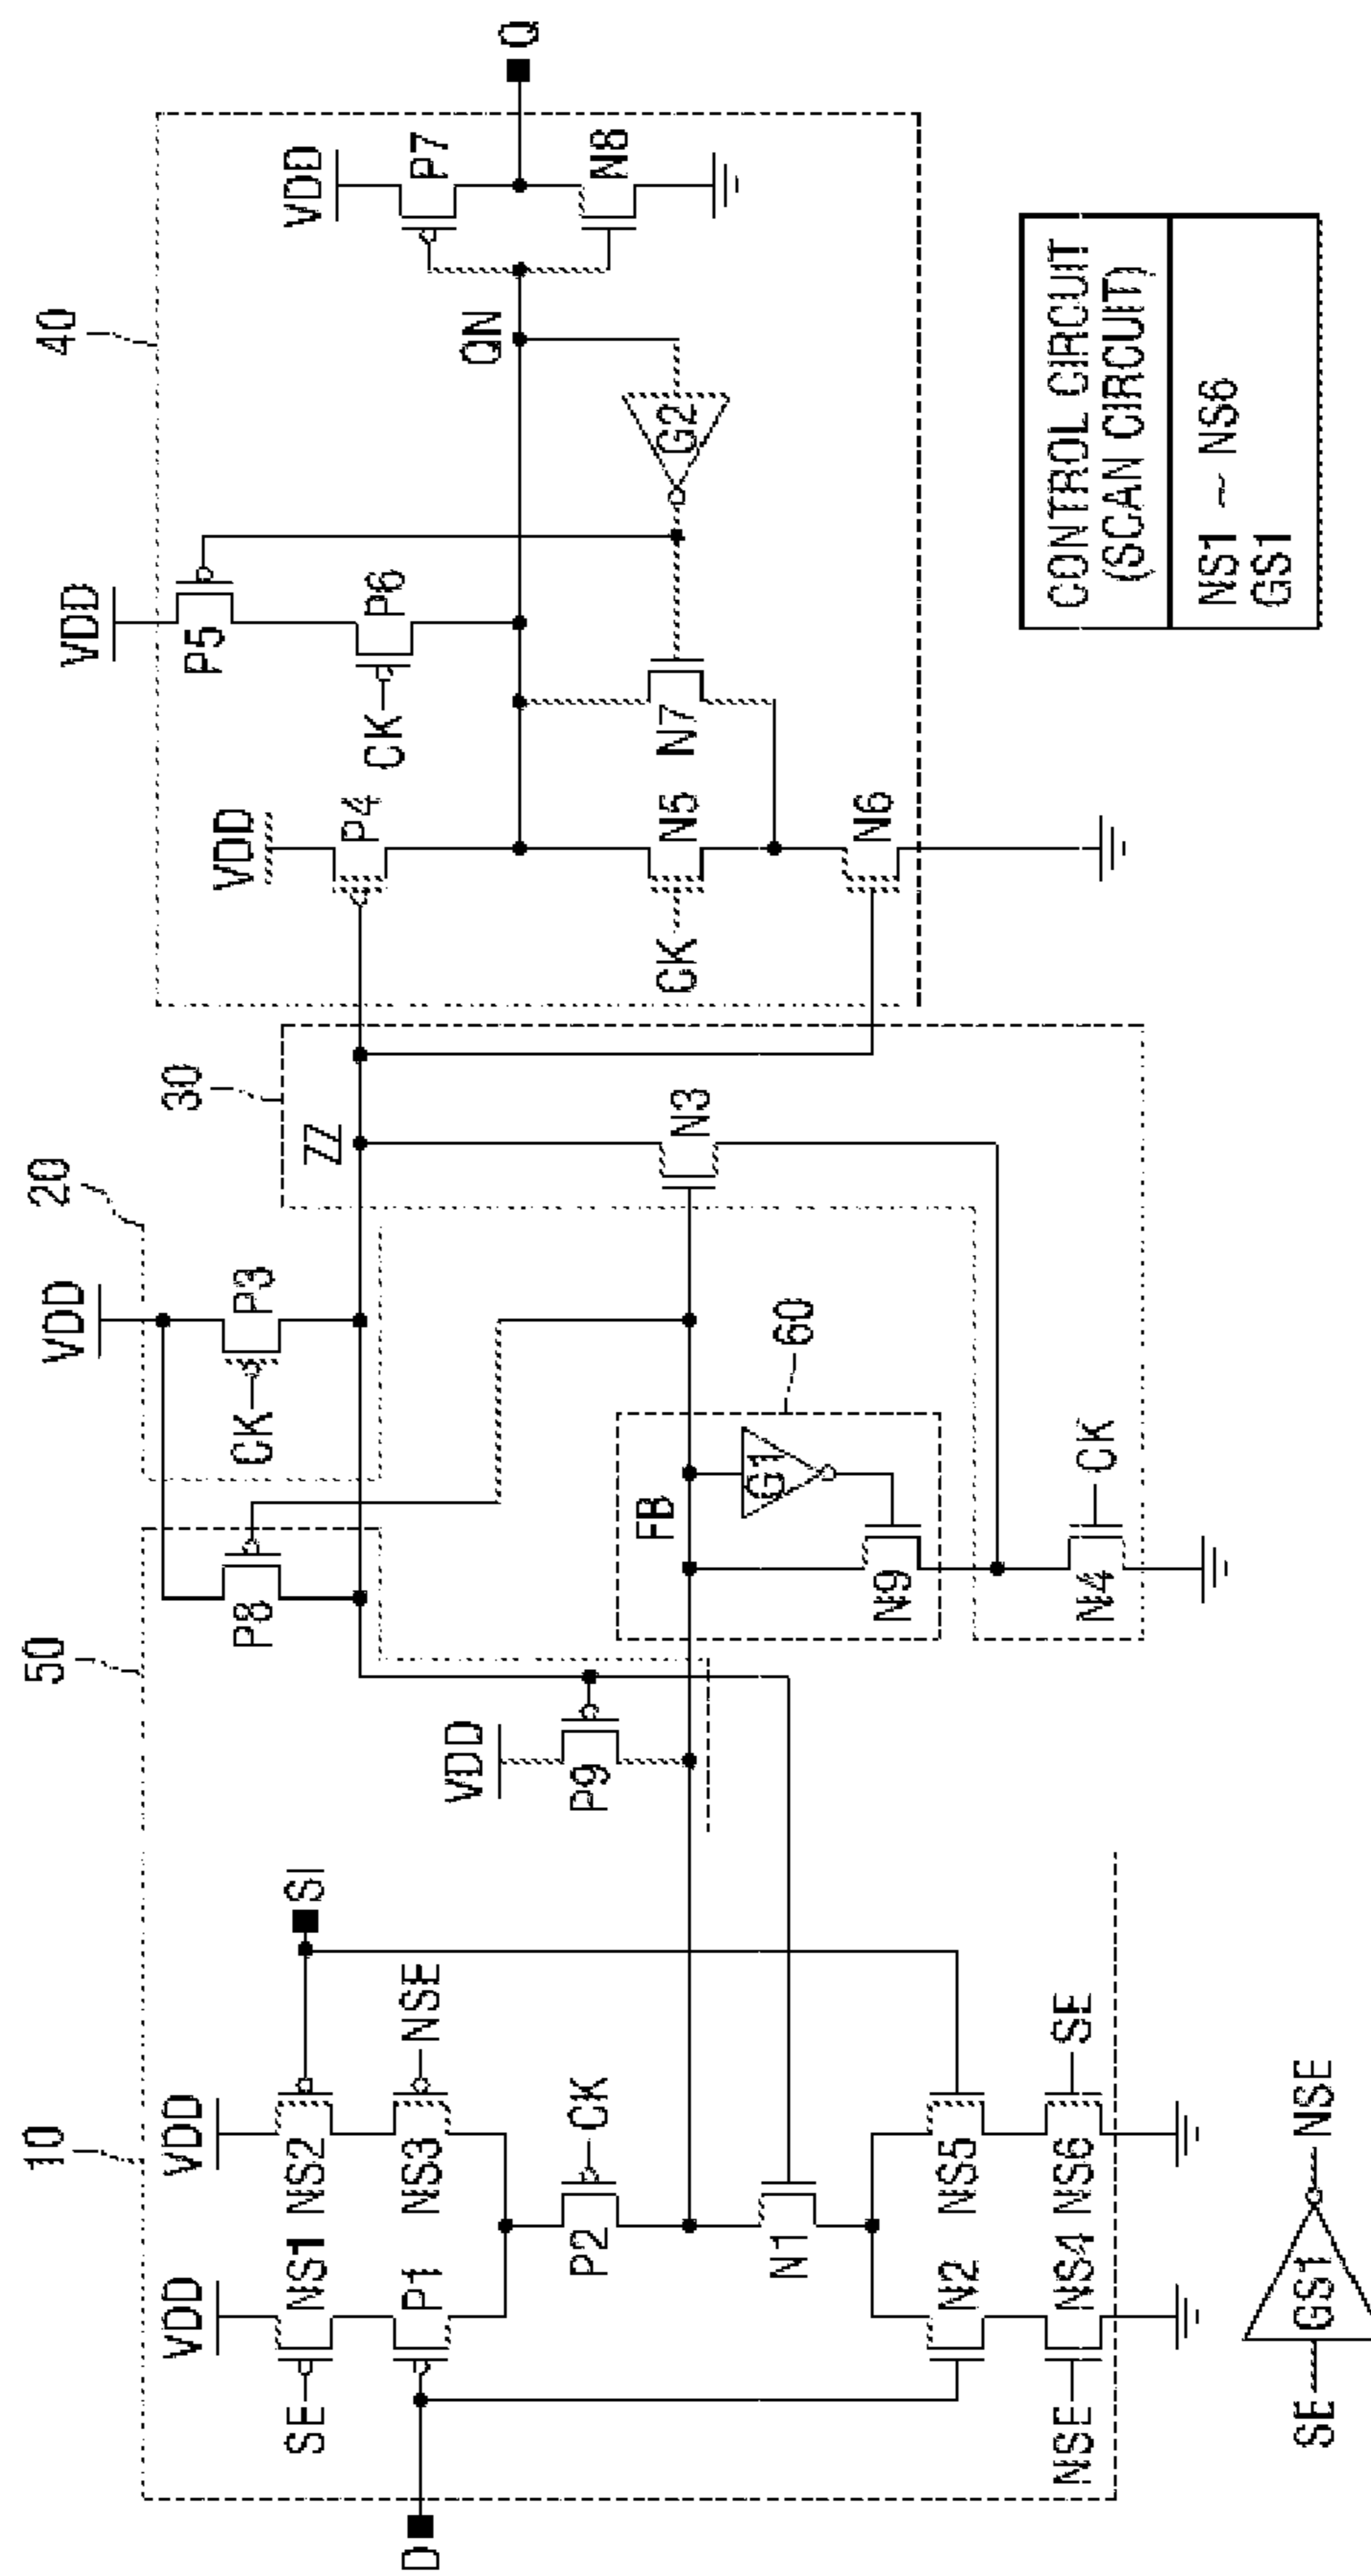 10
VDD
VDD
SE
NS1
NS2
SI
D
P1
NS3
NSE
P2
CK
N1
N2
NS5
NSE
NS4
NS6
SE
SE
GS1
NSE
50
P8
VDD
P9
20
VDD
CK
P3
ZZ
30
FB
G1
60
N9
N3
N4
CK
40
VDD
P4
VDD
P5
CK
P6
QN
VDD
P7
Q
N8
CK
N5
N7
G2
N6
CONTROL CIRCUIT
(SCAN CIRCUIT)
NS1 ~ NS6
GS1